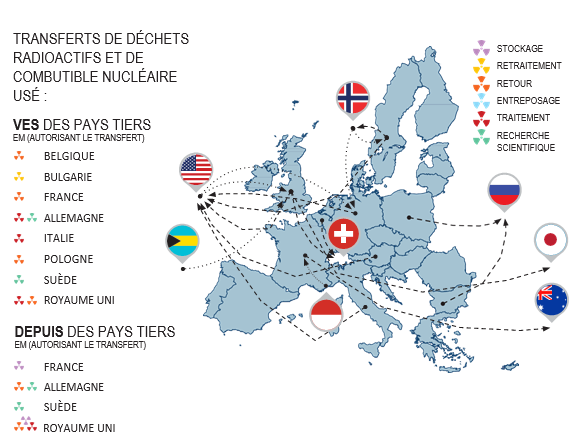 TRANSFERTS DE DÉCHETS
RADIOACTIFS ET DE
COMBUTIBLE NUCLÉAIRE
USÉ :
VES DES PAYS TIERS
EM (AUTORISANT LE TRANSFERT)
BELGIQUE
BULGARIE
FRANCE
ALLEMAGNE
ITALIE
POLOGNE
SUÈDE
ROYAUME UNI
DEPUIS DES PAYS TIERS
EM (AUTORISANT LE TRANSFERT)
FRANCE
ALLEMAGNE
SUÈDE
ROYAUME UNI
STOCKAGE
RETRAITEMENT
RETOUR
ENTREPOSAGE
TRAITEMENT
RECHERCHE
SCIENTIFIQUE